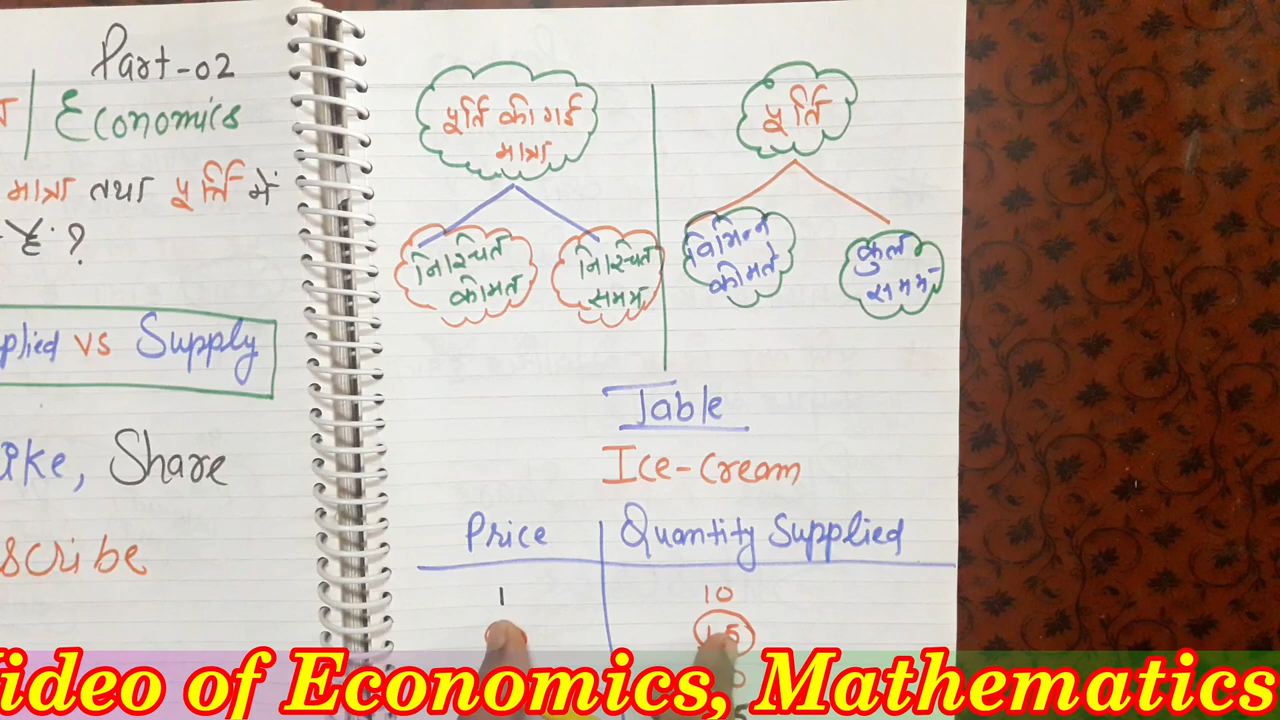 Part-02
Economics
मात्रा तथा पूर्ति में
है ?
plied vs Supply
ike, Share
scribe
पूर्ति की गई
मात्रा
निश्चित
कीमत
निश्चित
समय
पूर्ति
विभिन्न
कीमतें
कुल
समय
Table
Ice-Cream
Price Quantity Supplied
1 10
15
ideo of Economics, Mathematics